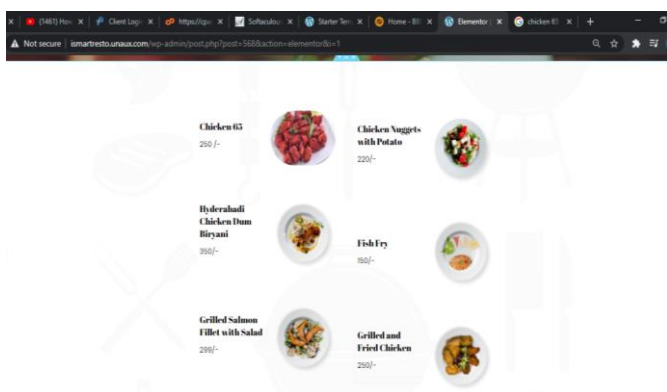 (1461) How
Client Login
https://cpa
Softaculous
Starter Tem
Home - Bl
Elementor |
chicken 65
Not secure | ismartresto.unaux.com/wp-admin/post.php?post=568&action=elementor&i=1
Chicken 65
250 /-
Chicken Nuggets
with Potato
220/-
Hyderabadi
Chicken Dum
Biryani
350/-
Fish Fry
150/-
Grilled Salmon
Fillet with Salad
299/-
Grilled and
Fried Chicken
250/-